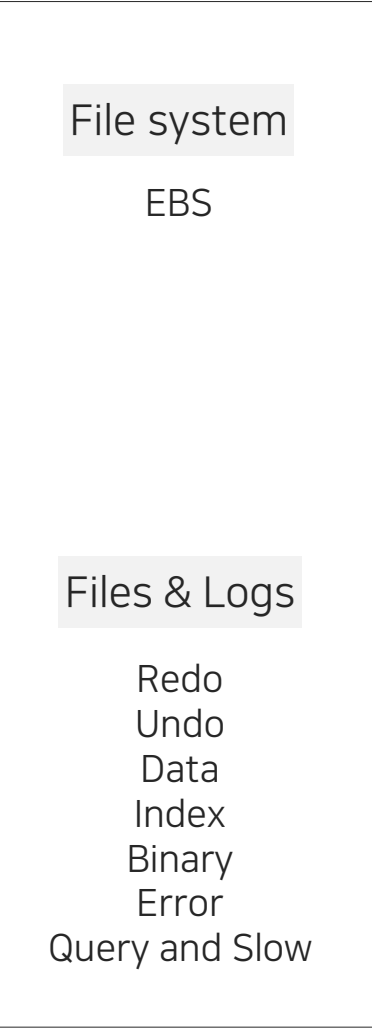 File system
EBS
Files & Logs
Redo
Undo
Data
Index
Binary
Error
Query and Slow